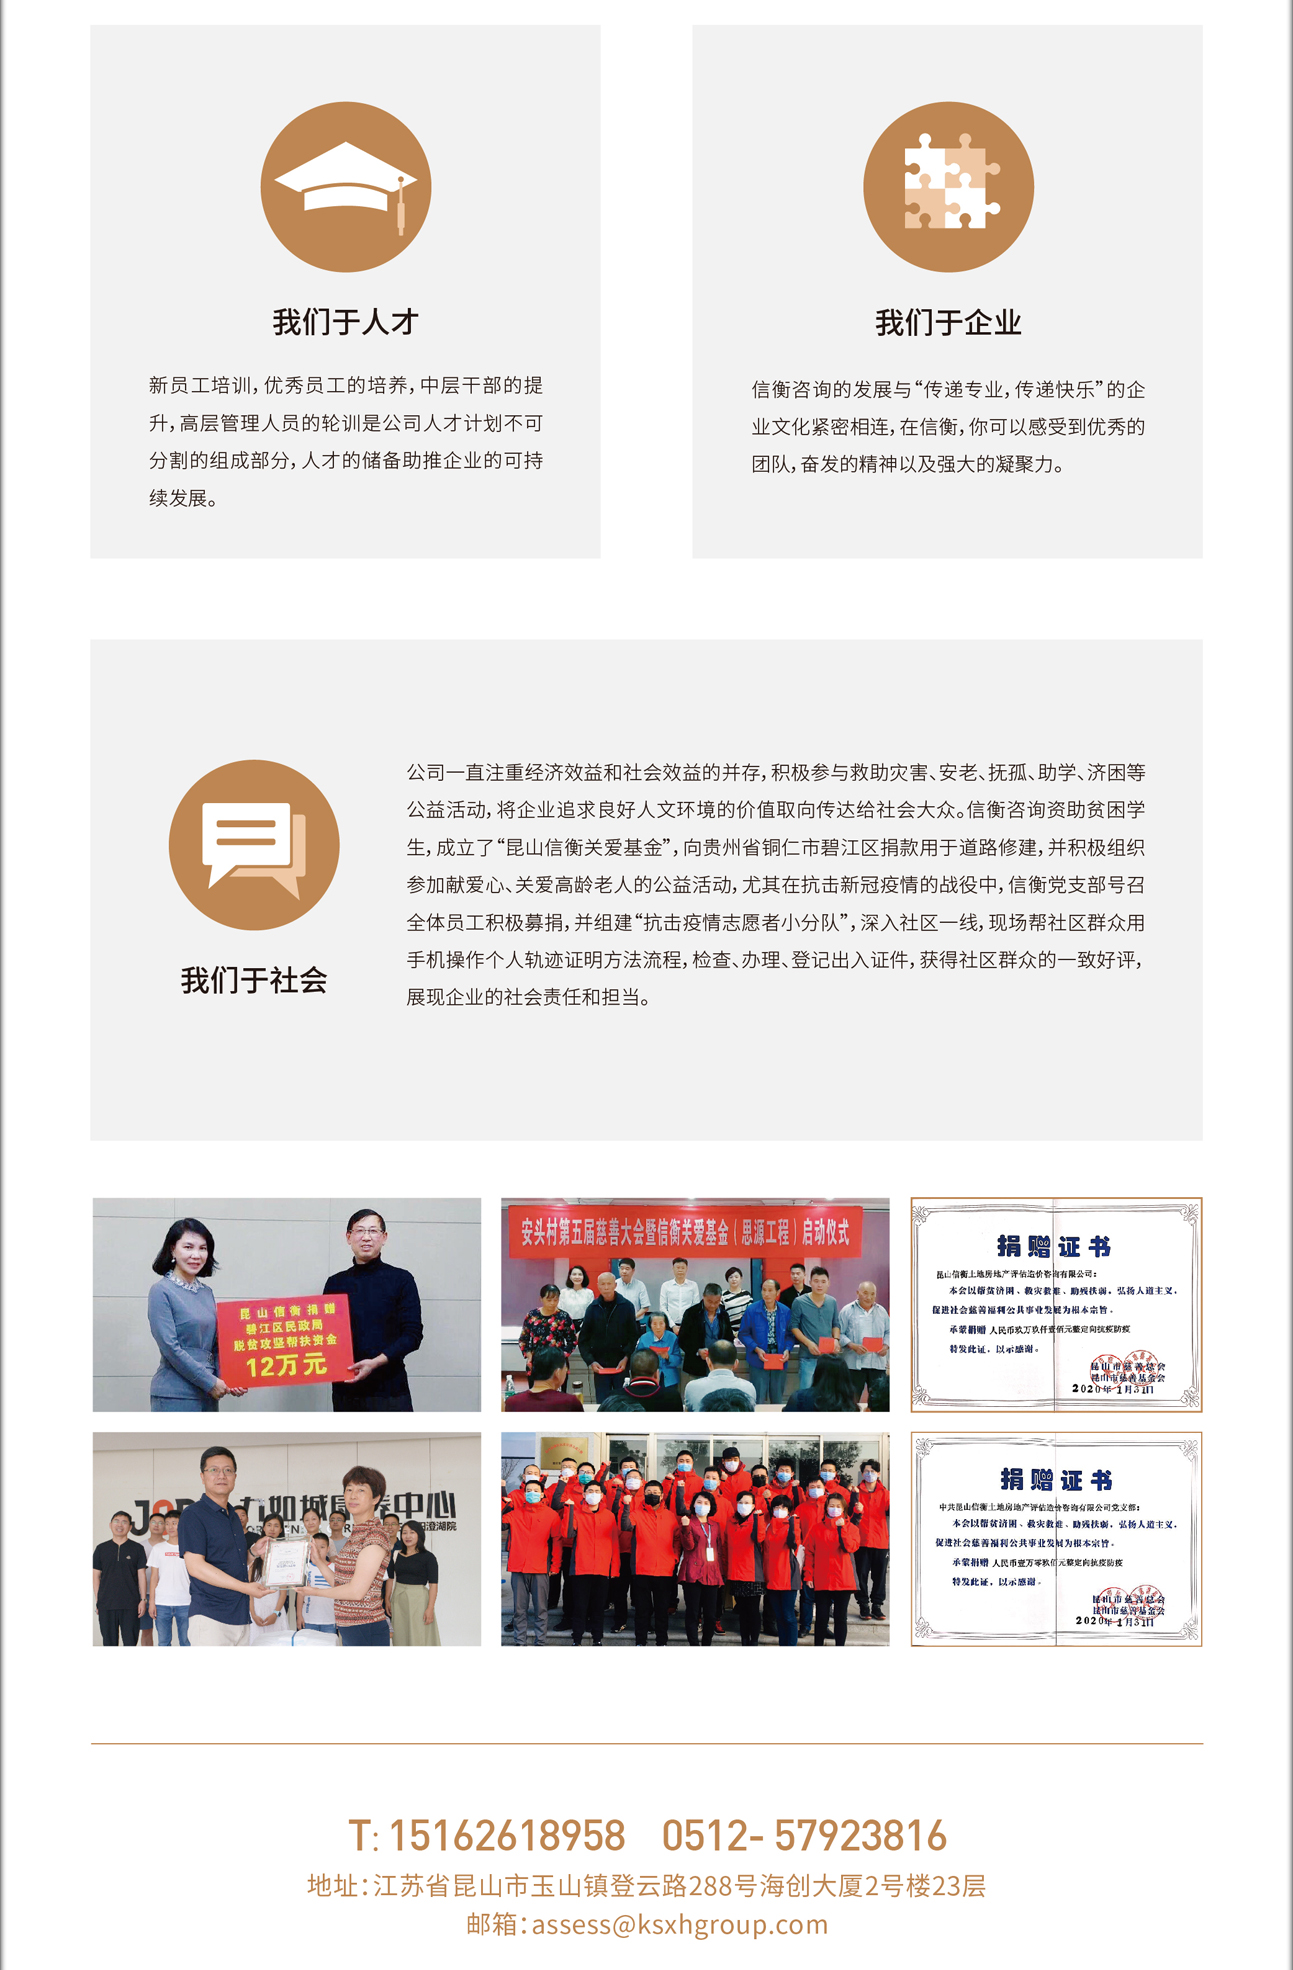 我们于人才
新员工培训，优秀员工的培养，中层干部的提
升，高层管理人员的轮训是公司人才计划不可
分割的组成部分，人才的储备助推企业的可持
续发展。
我们于企业
信衡咨询的发展与“传递专业，传递快乐”的企
业文化紧密相连，在信衡，你可以感受到优秀的
团队，奋发的精神以及强大的凝聚力。
我们于社会
公司一直注重经济效益和社会效益的并存，积极参与救助灾害、安老、抚孤、助学、济困等
公益活动，将企业追求良好人文环境的价值取向传达给社会大众。信衡咨询资助贫困学
生，成立了“昆山信衡关爱基金”，向贵州省铜仁市碧江区捐款用于道路修建，并积极组织
参加献爱心、关爱高龄老人的公益活动，尤其在抗击新冠疫情的战役中，信衡党支部号召
全体员工积极募捐，并组建“抗击疫情志愿者小分队”，深入社区一线，现场帮社区群众用
手机操作个人轨迹证明方法流程，检查、办理、登记出入证件，获得社区群众的一致好评，
展现企业的社会责任和担当。
昆山信衡捐赠
碧江区民政局
脱贫攻坚帮扶资金
12万元
安头村第五届慈善大会暨信衡关爱基金（思源工程）启动仪式
捐赠证书
昆山信衡土地房地产评估造价咨询有限公司：
本会以帮贫济困、救灾救难、助残扶弱，弘扬人道主义，
促进社会慈善福利公共事业发展为根本宗旨。
承蒙捐赠 人民币玖万玖仟壹佰元整定向抗疫防疫
特发此证，以示感谢。
昆山市慈善总会
昆山市慈善基金会
2020年1月31日
中心
澄湖院
捐赠证书
中共昆山信衡土地房地产评估造价咨询有限公司党支部：
本会以帮贫济困、救灾救难、助残扶弱，弘扬人道主义，
促进社会慈善福利公共事业发展为根本宗旨。
承蒙捐赠 人民币壹万零玖佰元整定向抗疫防疫
特发此证，以示感谢。
昆山市慈善总会
昆山市慈善基金会
2020年1月31日
T: 15162618958 0512- 57923816
地址：江苏省昆山市玉山镇登云路288号海创大厦2号楼23层
邮箱：assess@ksxhgroup.com